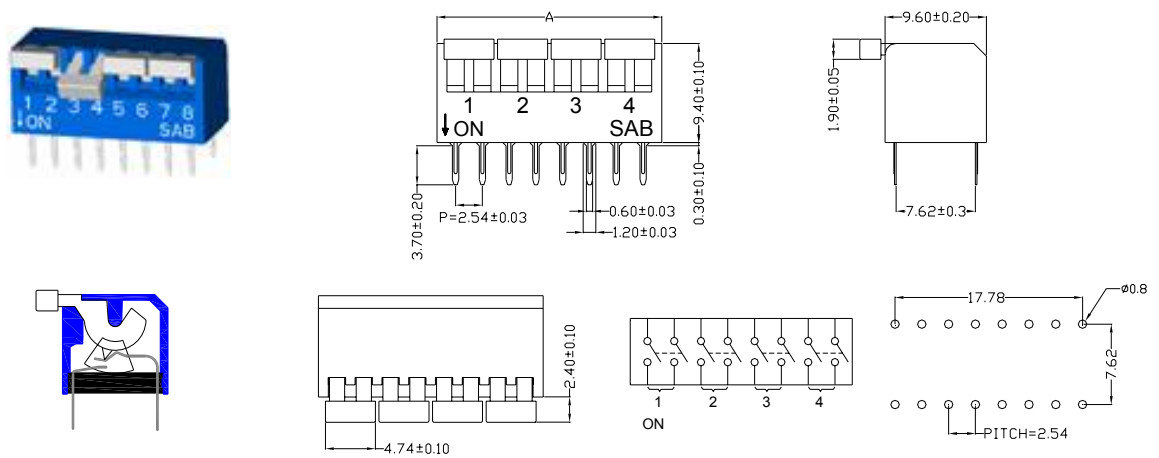 1 2 3 4 5 6 7 8
↓ON
SAB
A
1 2 3 4
↓ON SAB
9.40±0.10
0.30±0.10
3.70±0.20
P=2.54±0.03
0.60±0.03
1.20±0.03
9.60±0.20
1.90±0.05
7.62±0.3
2.40±0.10
4.74±0.10
1 2 3 4
ON
17.78
ø0.8
7.62
PITCH=2.54